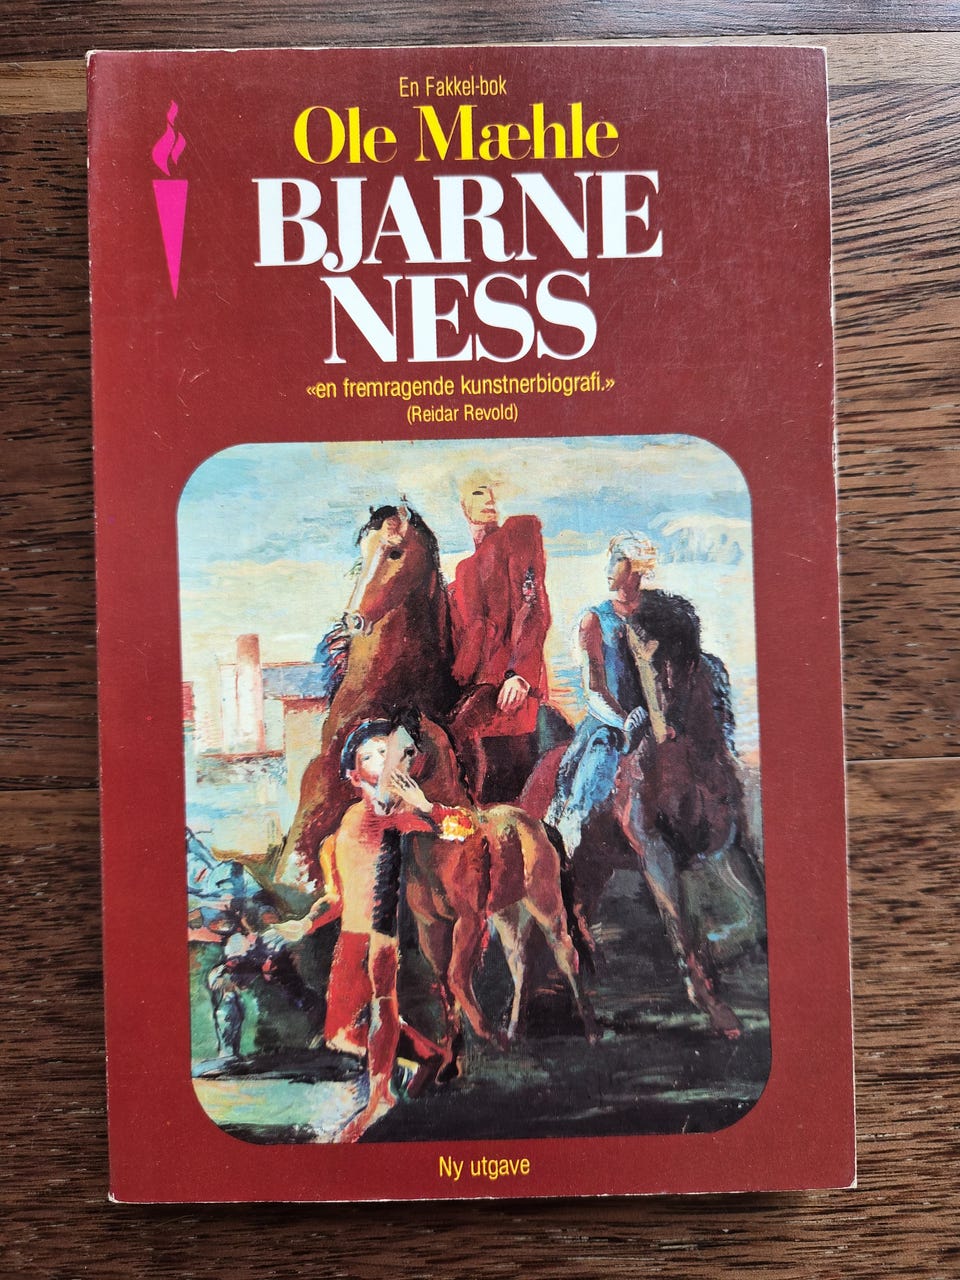 En Fakkel-bok
Ole Mæhle
BJARNE
NESS
«en fremragende kunstnerbiografi.»
(Reidar Revold)
Ny utgave